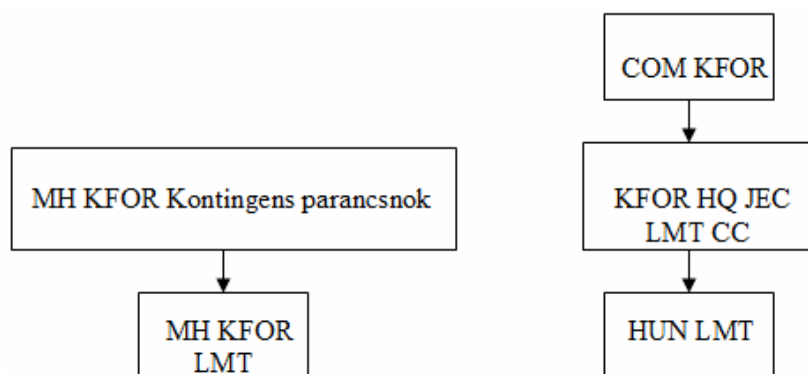 COM KFOR
MH KFOR Kontingens parancsnok
KFOR HQ JEC
LMT CC
MH KFOR
LMT
HUN LMT